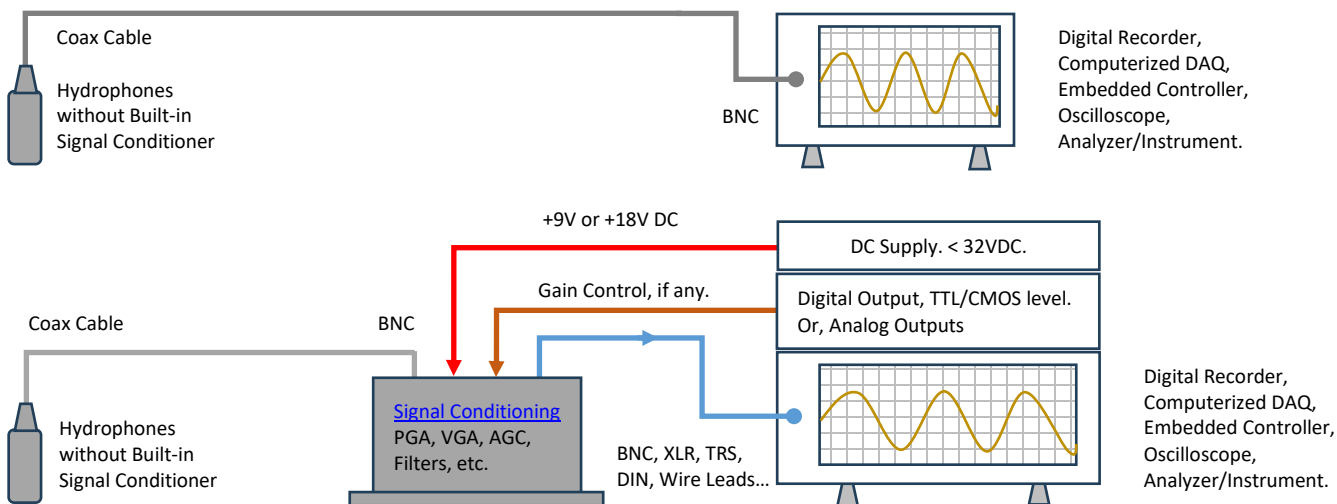 Coax Cable
Hydrophones
without Built-in
Signal Conditioner
BNC
Digital Recorder,
Computerized DAQ,
Embedded Controller,
Oscilloscope,
Analyzer/Instrument.
+9V or +18V DC
DC Supply. < 32VDC.
Gain Control, if any.
Digital Output, TTL/CMOS level.
Or, Analog Outputs
Coax Cable
BNC
Hydrophones
without Built-in
Signal Conditioner
Signal Conditioning
PGA, VGA, AGC,
Filters, etc.
BNC, XLR, TRS,
DIN, Wire Leads…
Digital Recorder,
Computerized DAQ,
Embedded Controller,
Oscilloscope,
Analyzer/Instrument.